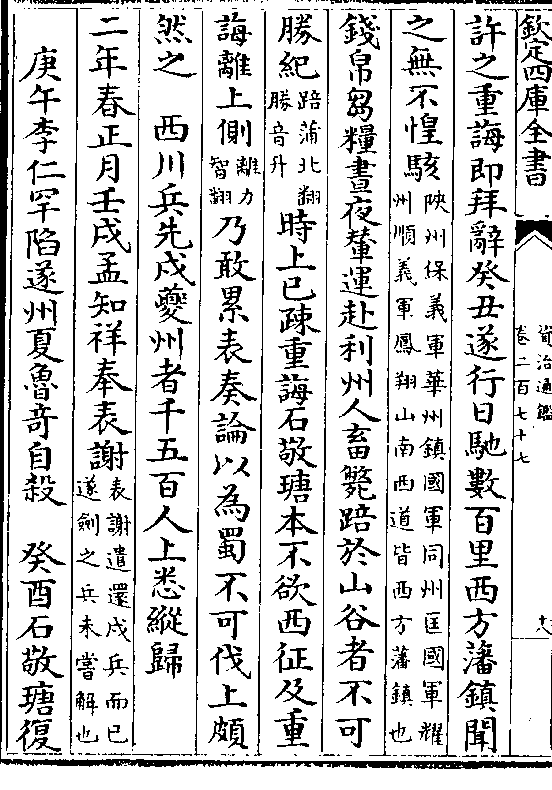 欽定四庫全書
資治通鑑
卷二百七十七
許之重誨即拜辭癸丑遂行日馳數百里西方藩鎮聞
之無不惶駭陜州保義軍華州鎮國軍同州匡國軍耀州順義軍鳳翔山南西道皆西方藩鎮也
錢帛芻糧晝夜輦運赴利州人畜斃踣於山谷者不可
勝紀踣蒲北翻勝音升時上已疎重誨石敬瑭本不欲西征及重
誨離上側離力智翻乃敢累表奏論以為蜀不可伐上頗
然之 西川兵先戍夔州者千五百人上悉縱歸
二年春正月壬戌孟知祥奉表謝表謝遣還戍兵而已遂劍之兵未嘗解也
庚午李仁罕陷遂州夏魯竒自殺 癸酉石敬瑭復